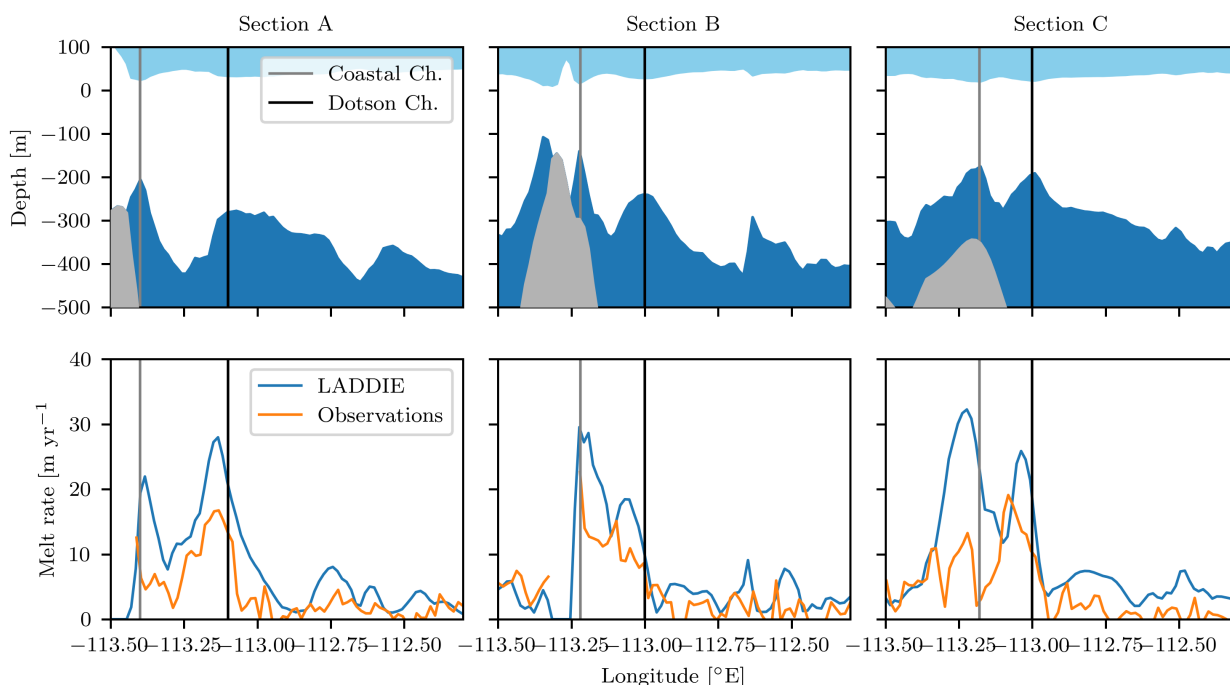 Section A Section B Section C
100
0
−100
−200
−300
−400
−500
Depth [m]
Coastal Ch.
Dotson Ch.
40
30
20
10
0
Melt rate [m yr⁻¹]
LADDIE
Observations
−113.50 −113.25 −113.00 −112.75 −112.50 −113.50 −113.25 −113.00 −112.75 −112.50 −113.50 −113.25 −113.00 −112.75 −112.50
Longitude [°E]